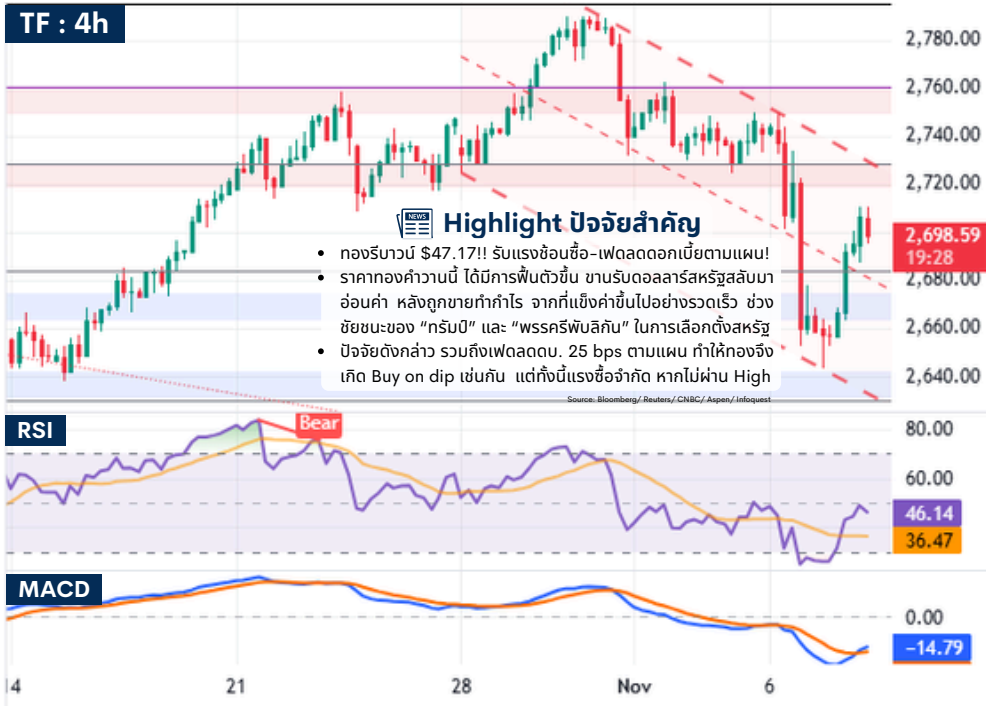 TF : 4h
2,780.00
2,760.00
2,740.00
2,720.00
2,698.59
19:28
2,680.00
2,660.00
2,640.00
NEWS
Highlight ปัจจัยสำคัญ
• ทองรีบาวน์ $47.17!! รับแรงช้อนซื้อ-เฟดลดดอกเบี้ยตามแผน!
• ราคาทองคำวานนี้ ได้มีการฟื้นตัวขึ้น ขานรับดอลลาร์สหรัฐสลับมา
อ่อนค่า หลังถูกขายทำกำไร จากที่แข็งค่าขึ้นไปอย่างรวดเร็ว ช่วง
ชัยชนะของ “ทรัมป์” และ “พรรครีพับลิกัน” ในการเลือกตั้งสหรัฐ
• ปัจจัยดังกล่าว รวมถึงเฟดลดดบ. 25 bps ตามแผน ทำให้ทองจึง
เกิด Buy on dip เช่นกัน แต่ทั้งนี้แรงซื้อจำกัด หากไม่ผ่าน High
Source: Bloomberg/ Reuters/ CNBC/ Aspen/ Infoquest
RSI
Bear
80.00
60.00
46.14
36.47
MACD
0.00
−14.79
14
21
28
Nov
6